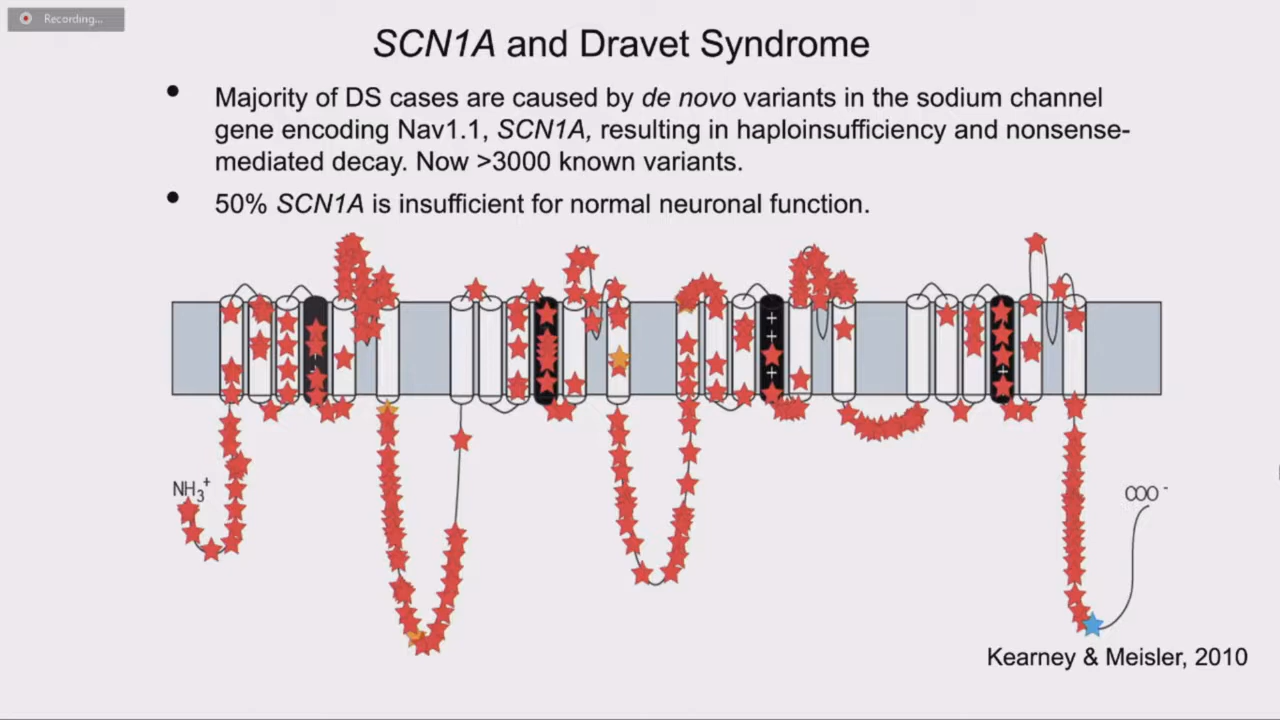 Recording...
SCN1A and Dravet Syndrome
• Majority of DS cases are caused by de novo variants in the sodium channel
gene encoding Nav1.1, SCN1A, resulting in haploinsufficiency and nonsense-
mediated decay. Now >3000 known variants.
• 50% SCN1A is insufficient for normal neuronal function.
+
+
+
+
NH₃⁺
COO⁻
Kearney & Meisler, 2010